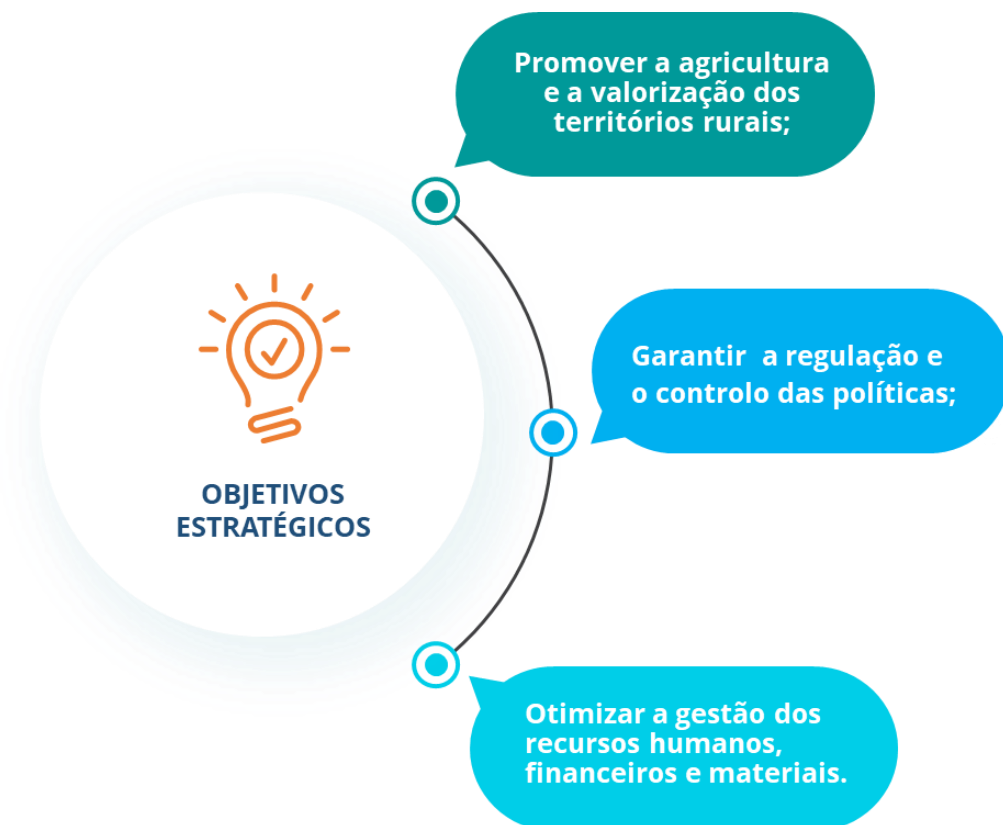 Promover a agricultura
e a valorização dos
territórios rurais;
Garantir a regulação e
o controlo das políticas;
OBJETIVOS
ESTRATÉGICOS
Otimizar a gestão dos
recursos humanos,
financeiros e materiais.